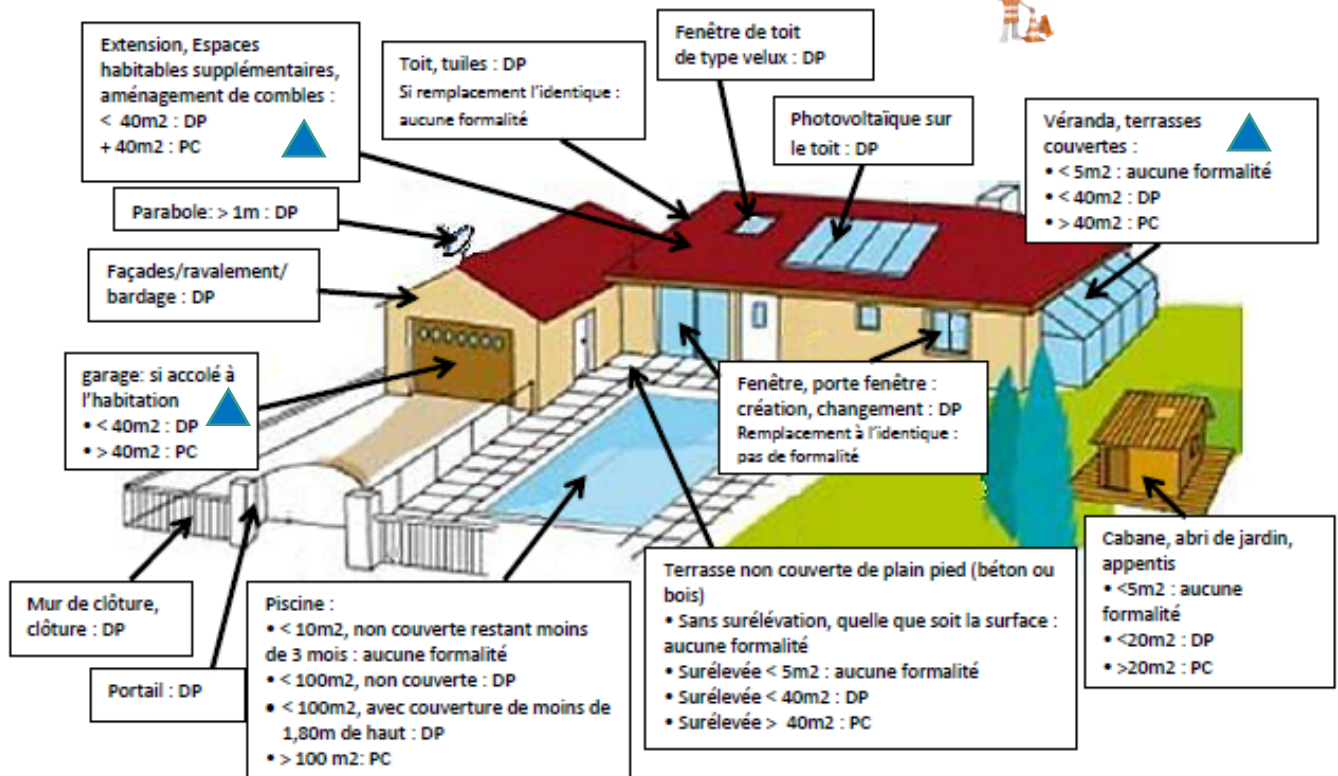 Extension, Espaces
habitables supplémentaires,
aménagement de combles :
< 40m2 : DP
+ 40m2 : PC
Toit, tuiles : DP
Si remplacement l'identique :
aucune formalité
Fenêtre de toit
de type velux : DP
Photovoltaïque sur
le toit : DP
Véranda, terrasses
couvertes :
• < 5m2 : aucune formalité
• < 40m2 : DP
• > 40m2 : PC
Parabole: > 1m : DP
Façades/ravalement/
bardage : DP
garage: si accolé à
l'habitation
• < 40m2 : DP
• > 40m2 : PC
Fenêtre, porte fenêtre :
création, changement : DP
Remplacement à l'identique :
pas de formalité
Mur de clôture,
clôture : DP
Portail : DP
Piscine :
• < 10m2, non couverte restant moins
de 3 mois : aucune formalité
• < 100m2, non couverte : DP
• < 100m2, avec couverture de moins de
1,80m de haut : DP
• > 100 m2: PC
Terrasse non couverte de plain pied (béton ou
bois)
• Sans surélévation, quelle que soit la surface :
aucune formalité
• Surélevée < 5m2 : aucune formalité
• Surélevée < 40m2 : DP
• Surélevée > 40m2 : PC
Cabane, abri de jardin,
appentis
• <5m2 : aucune
formalité
• <20m2 : DP
• >20m2 : PC